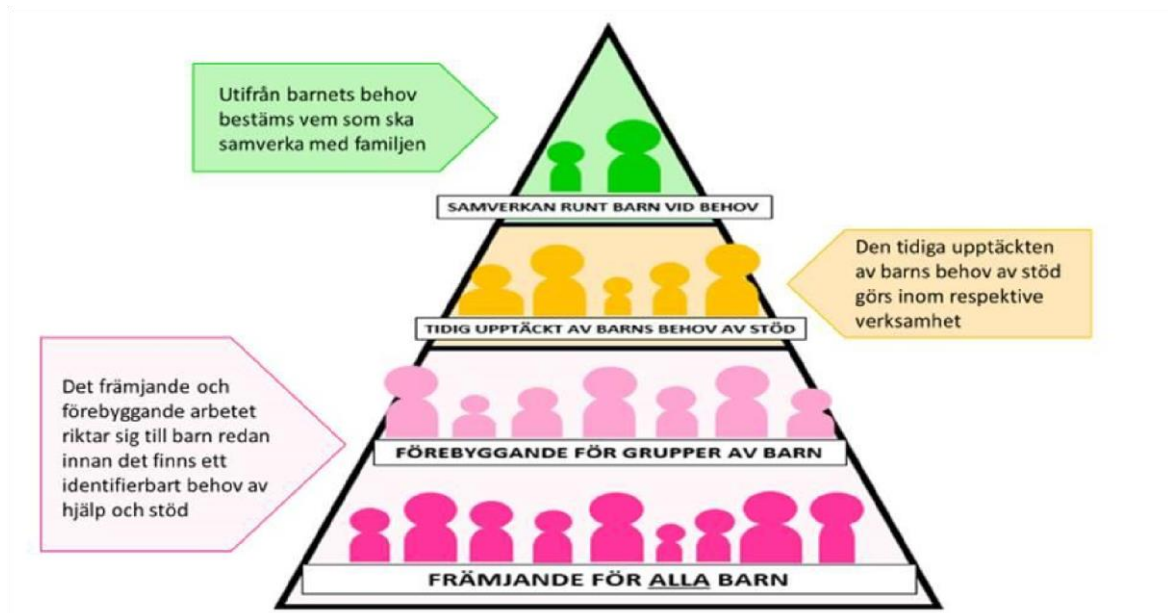 Utifrån barnets behov
bestäms vem som ska
samverka med familjen
SAMVERKAN RUNT BARN VID BEHOV
Den tidiga upptäckten
av barns behov av stöd
görs inom respektive
verksamhet
TIDIG UPPTÄCKT AV BARNS BEHOV AV STÖD
Det främjande och
förebyggande arbetet
riktar sig till barn redan
innan det finns ett
identifierbart behov av
hjälp och stöd
FÖREBYGGANDE FÖR GRUPPER AV BARN
FRÄMJANDE FÖR ALLA BARN